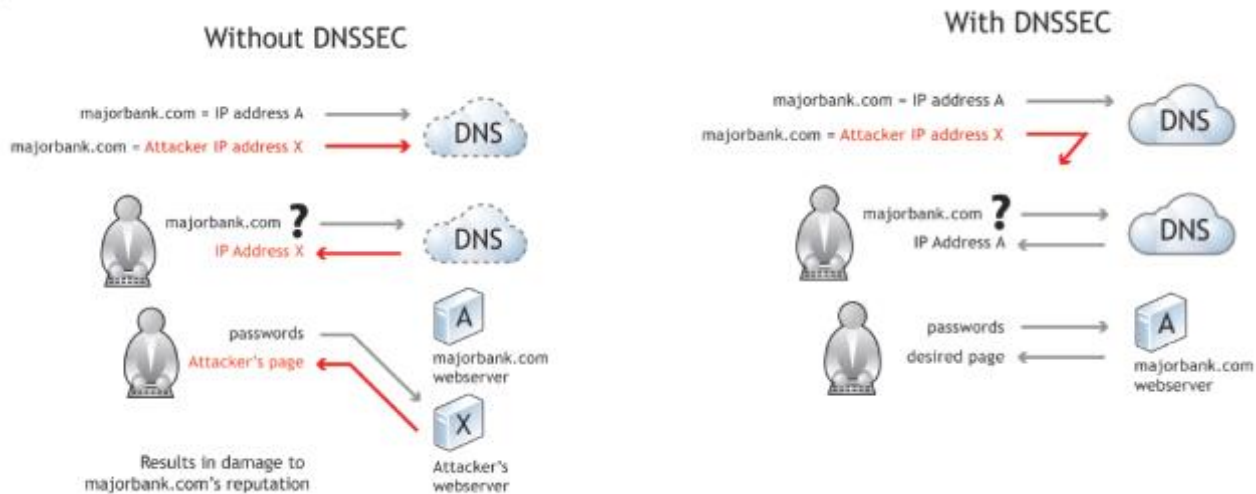 Without DNSSEC
majorbank.com = IP address A
DNS
majorbank.com = Attacker IP address X
majorbank.com ?
DNS
IP Address X
A
passwords
Attacker's page
majorbank.com
webserver
X
Results in damage to
majorbank.com's reputation
Attacker's
webserver
With DNSSEC
majorbank.com = IP address A
DNS
majorbank.com = Attacker IP address X
majorbank.com ?
DNS
IP Address A
passwords
A
desired page
majorbank.com
webserver